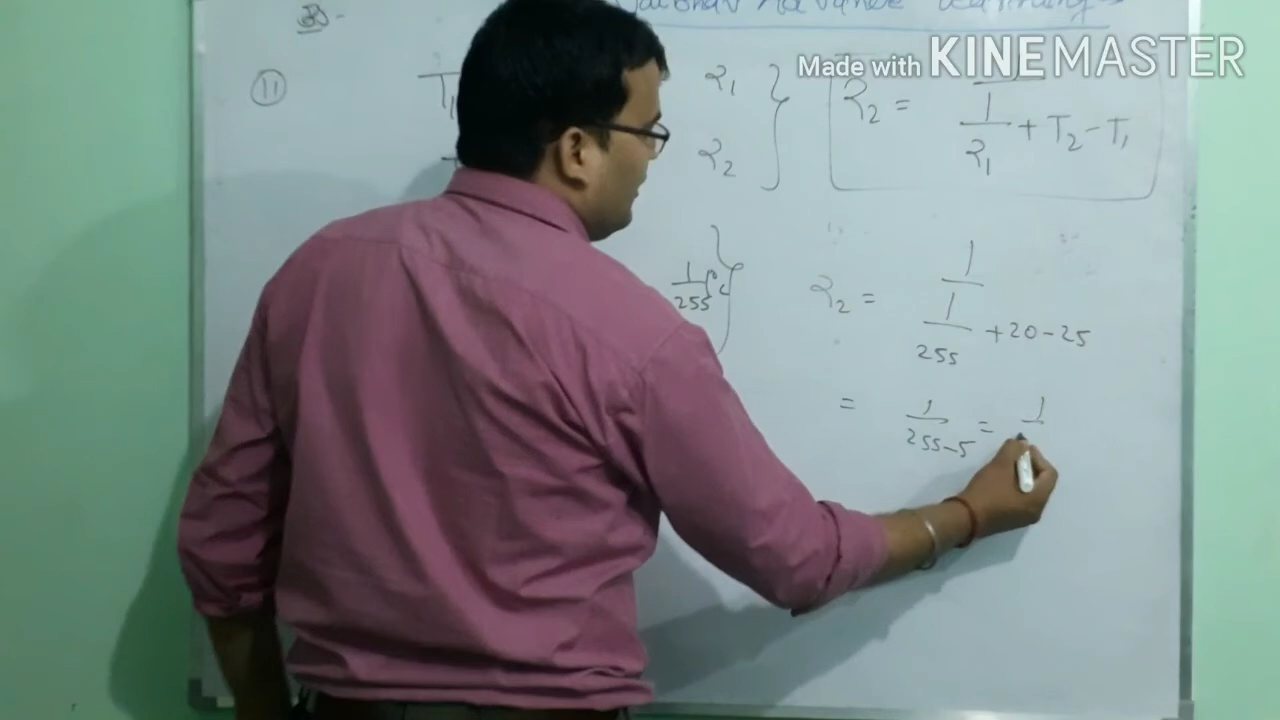 Made with KINEMASTER
Learning
11
T1 R1
R2 } R2 = 1 / (1/R1 + T2 - T1)
1/255 /°C } R2 = 1 / (1/255 + 20 - 25)
= 1/(255-5) = 1